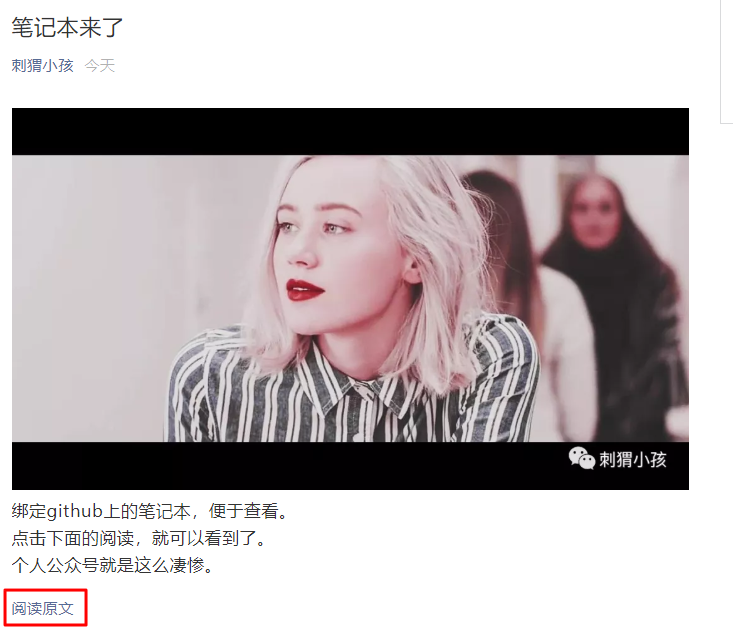 笔记本来了
刺猬小孩 今天
刺猬小孩
绑定github上的笔记本，便于查看。
点击下面的阅读，就可以看到了。
个人公众号就是这么凄惨。
阅读原文